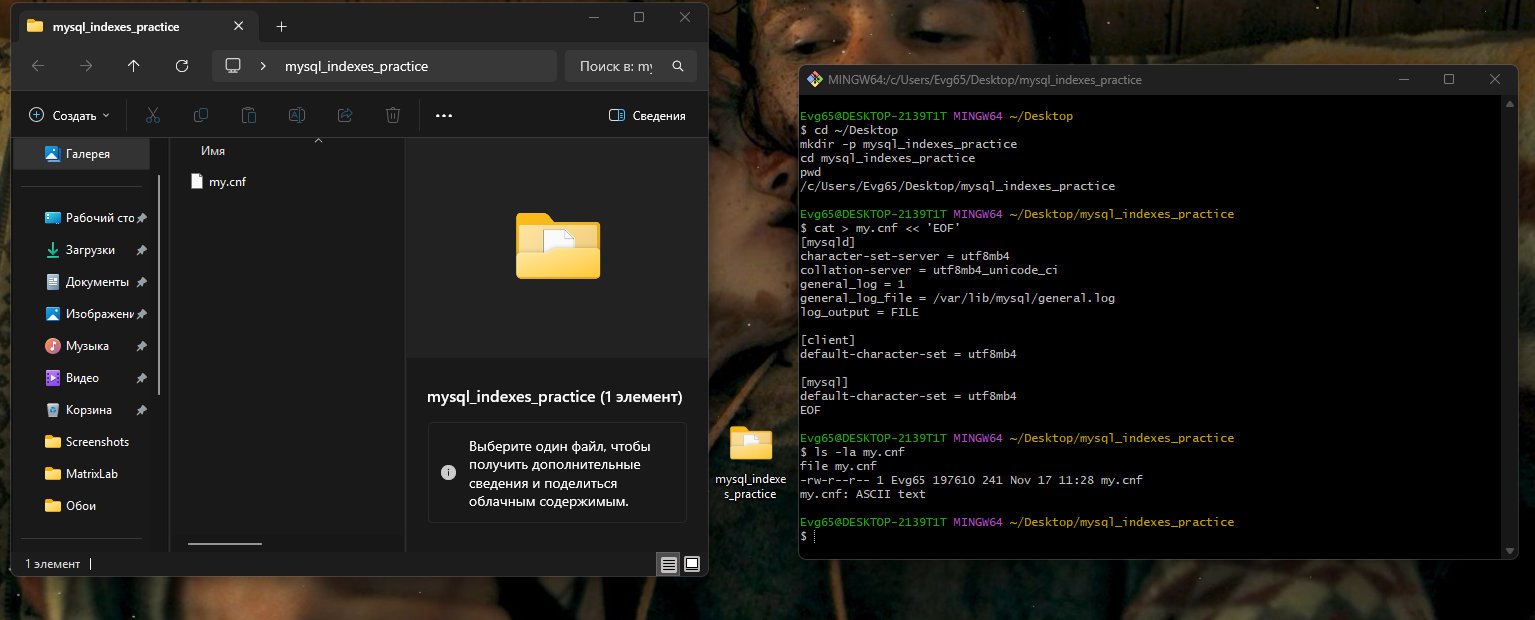 mysql_indexes_practice
mysql_indexes_practice
Поиск в: my
Создать
Сведения
Галерея
Рабочий сто
Загрузки
Документы
Изображени
Музыка
Видео
Корзина
Screenshots
MatrixLab
Обои
Имя
my.cnf
mysql_indexes_practice (1 элемент)
Выберите один файл, чтобы
получить дополнительные
сведения и поделиться
облачным содержимым.
1 элемент
mysql_indexe
s_practice
MINGW64:/c/Users/Evg65/Desktop/mysql_indexes_practice
Evg65@DESKTOP-2139T1T MINGW64 ~/Desktop
$ cd ~/Desktop
mkdir -p mysql_indexes_practice
cd mysql_indexes_practice
pwd
/c/Users/Evg65/Desktop/mysql_indexes_practice
Evg65@DESKTOP-2139T1T MINGW64 ~/Desktop/mysql_indexes_practice
$ cat > my.cnf << 'EOF'
[mysqld]
character-set-server = utf8mb4
collation-server = utf8mb4_unicode_ci
general_log = 1
general_log_file = /var/lib/mysql/general.log
log_output = FILE
[client]
default-character-set = utf8mb4
[mysql]
default-character-set = utf8mb4
EOF
Evg65@DESKTOP-2139T1T MINGW64 ~/Desktop/mysql_indexes_practice
$ ls -la my.cnf
file my.cnf
-rw-r--r-- 1 Evg65 197610 241 Nov 17 11:28 my.cnf
my.cnf: ASCII text
Evg65@DESKTOP-2139T1T MINGW64 ~/Desktop/mysql_indexes_practice
$